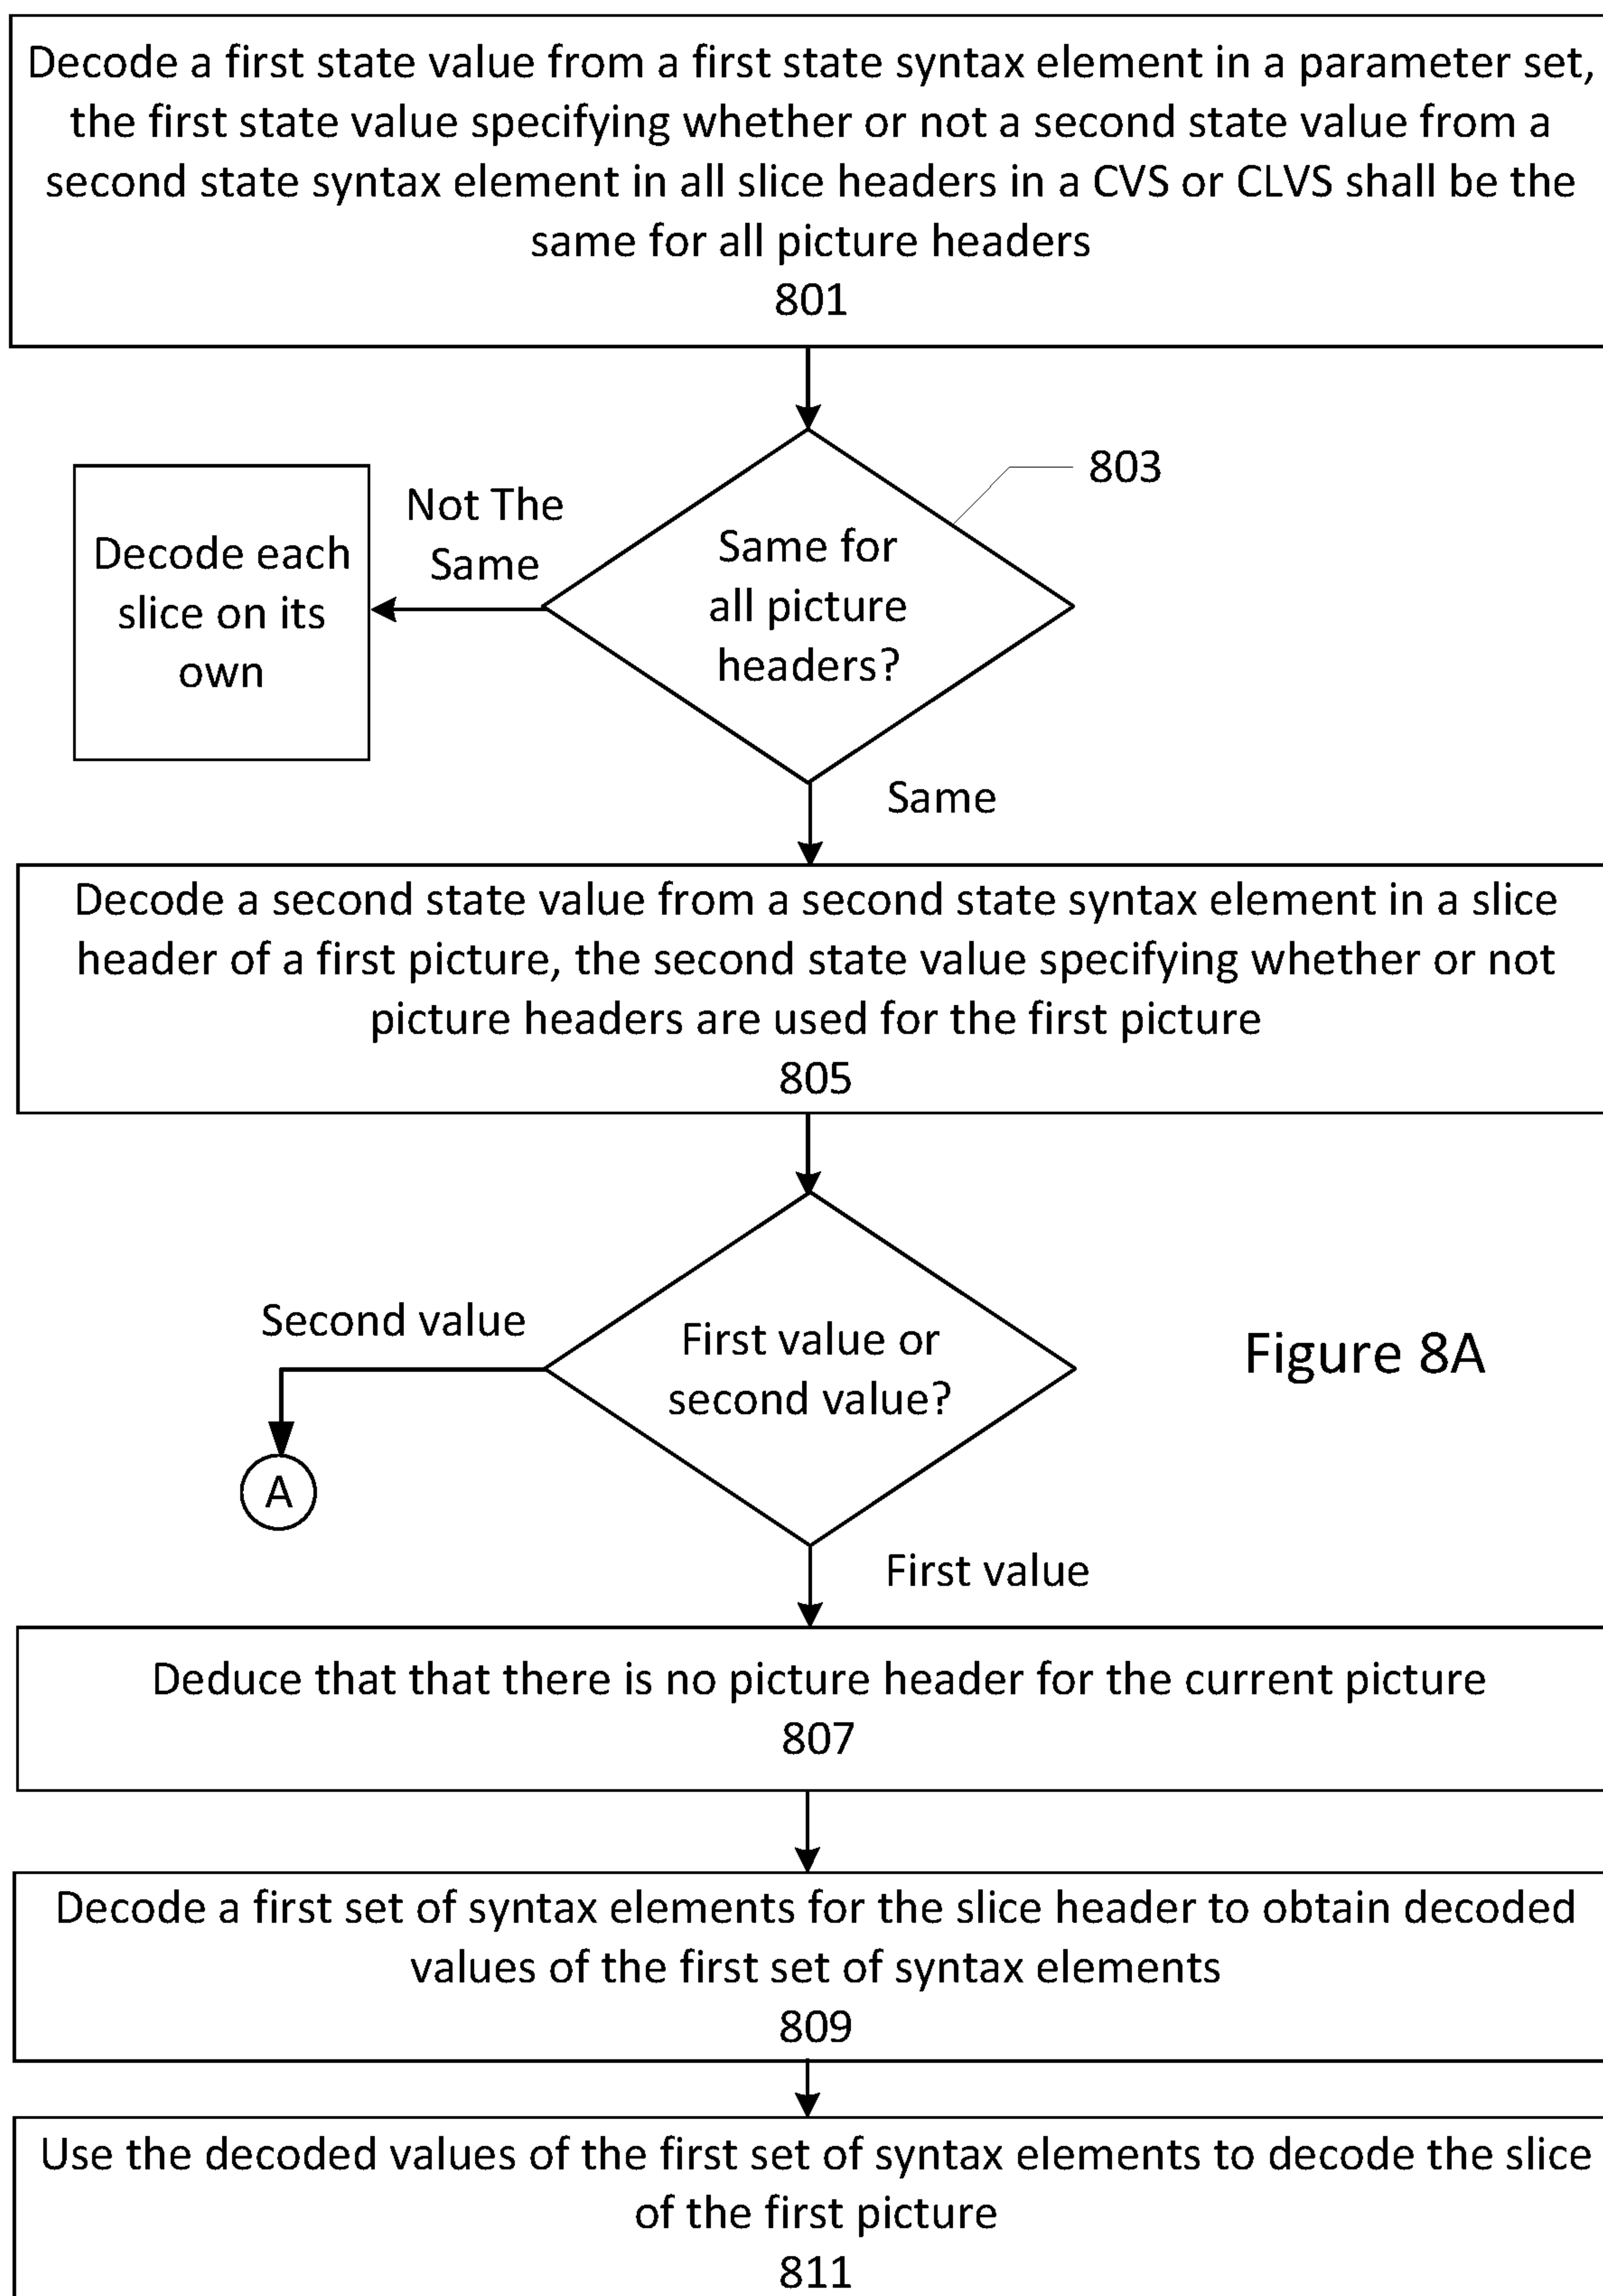 Decode a first state value from a first state syntax element in a parameter set,
the first state value specifying whether or not a second state value from a
second state syntax element in all slice headers in a CVS or CLVS shall be the
same for all picture headers
801
803
Not The
Same
Decode each
slice on its
own
Same for
all picture
headers?
Same
Decode a second state value from a second state syntax element in a slice
header of a first picture, the second state value specifying whether or not
picture headers are used for the first picture
805
Second value
First value or
second value?
Figure 8A
A
First value
Deduce that that there is no picture header for the current picture
807
Decode a first set of syntax elements for the slice header to obtain decoded
values of the first set of syntax elements
809
Use the decoded values of the first set of syntax elements to decode the slice
of the first picture
811